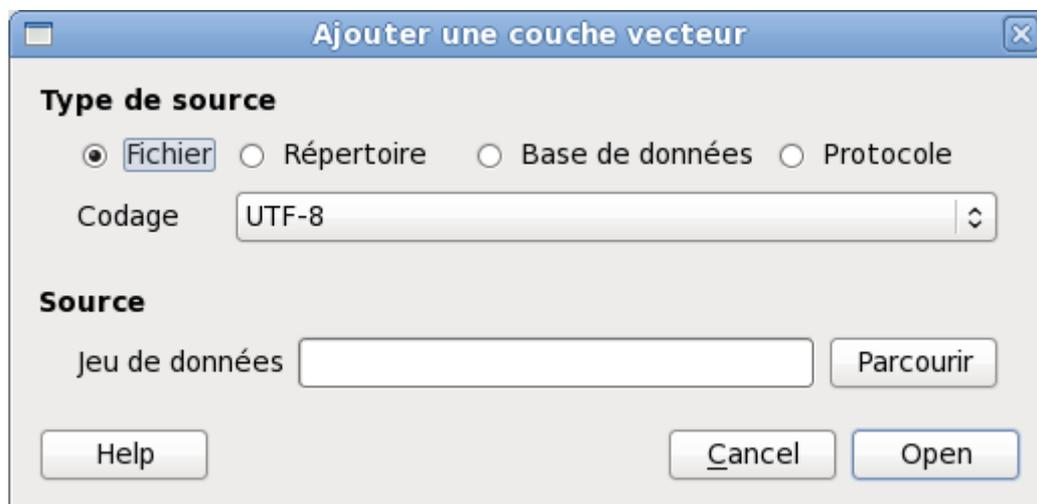 Ajouter une couche vecteur
Type de source
Fichier Répertoire Base de données Protocole
Codage UTF-8
Source
Jeu de données Parcourir
Help Cancel Open